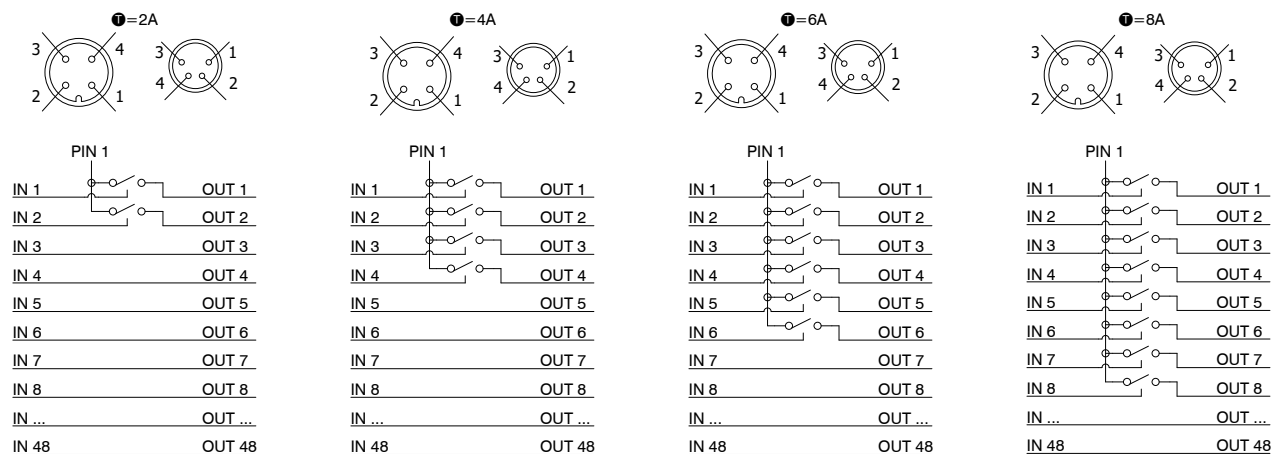 T=2A T=4A T=6A T=8A
3 4 3 1 3 4 3 1 3 4 3 1 3 4 3 1
2 1 4 2 2 1 4 2 2 1 4 2 2 1 4 2
PIN 1 PIN 1 PIN 1 PIN 1
IN 1 OUT 1 IN 1 OUT 1 IN 1 OUT 1 IN 1 OUT 1
IN 2 OUT 2 IN 2 OUT 2 IN 2 OUT 2 IN 2 OUT 2
IN 3 OUT 3 IN 3 OUT 3 IN 3 OUT 3 IN 3 OUT 3
IN 4 OUT 4 IN 4 OUT 4 IN 4 OUT 4 IN 4 OUT 4
IN 5 OUT 5 IN 5 OUT 5 IN 5 OUT 5 IN 5 OUT 5
IN 6 OUT 6 IN 6 OUT 6 IN 6 OUT 6 IN 6 OUT 6
IN 7 OUT 7 IN 7 OUT 7 IN 7 OUT 7 IN 7 OUT 7
IN 8 OUT 8 IN 8 OUT 8 IN 8 OUT 8 IN 8 OUT 8
IN ... OUT ... IN ... OUT ... IN ... OUT ... IN ... OUT ...
IN 48 OUT 48 IN 48 OUT 48 IN 48 OUT 48 IN 48 OUT 48